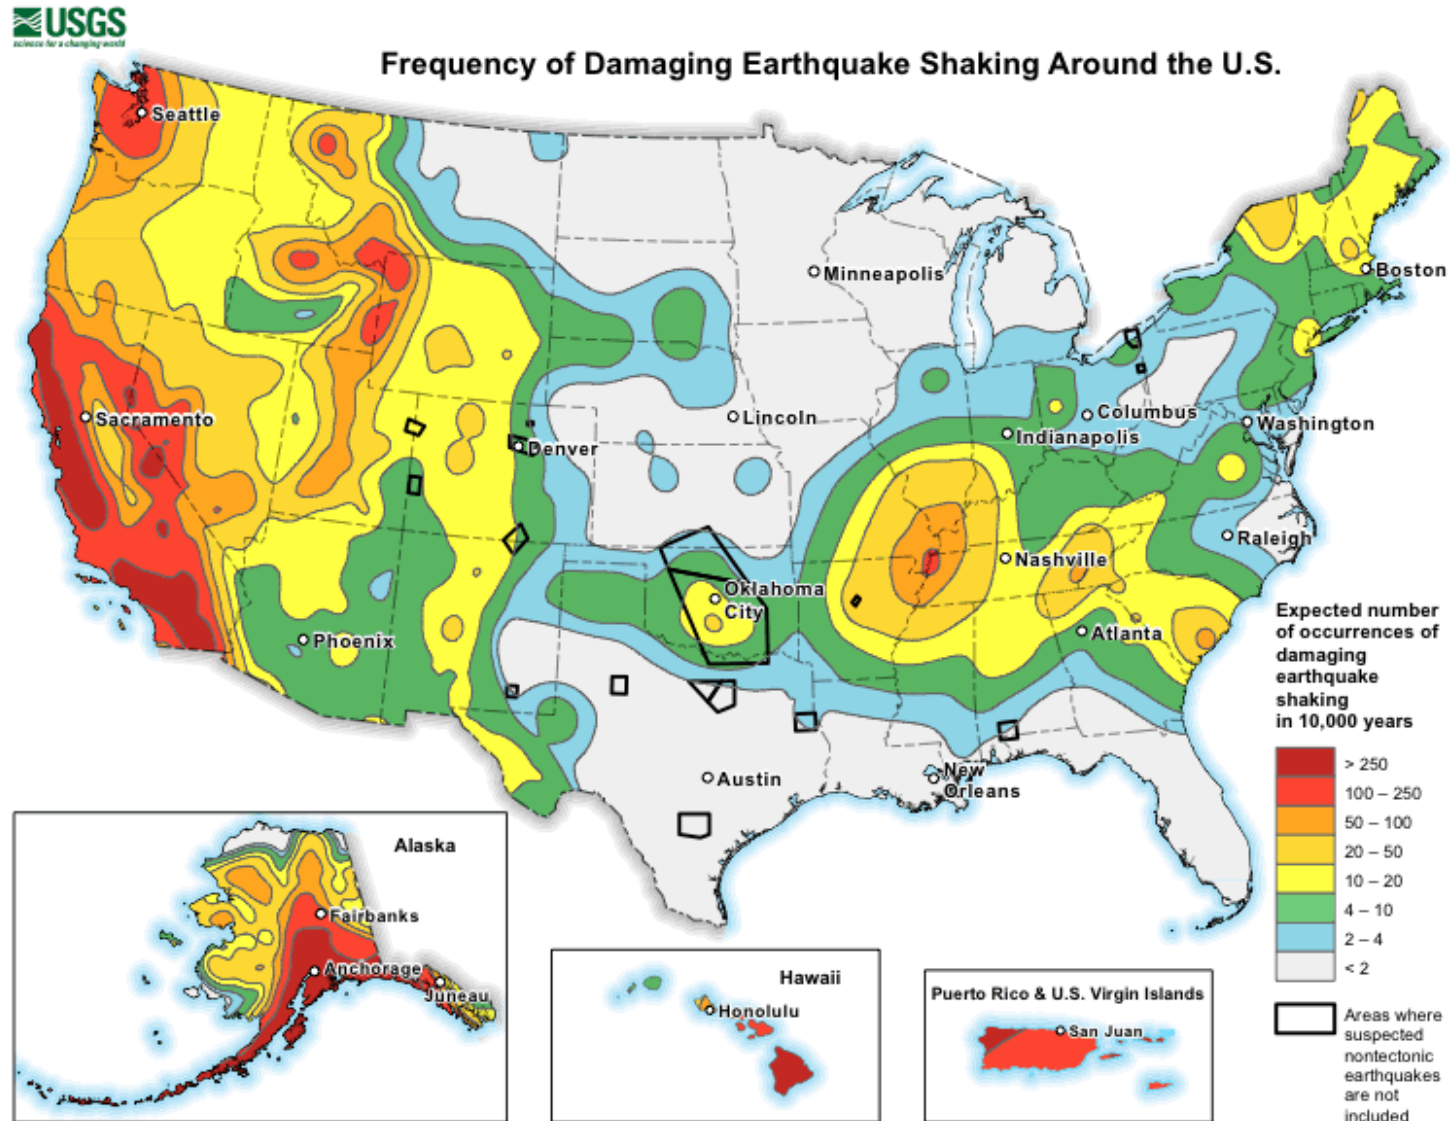 USGS
science for a changing world
Frequency of Damaging Earthquake Shaking Around the U.S.
Seattle
Minneapolis
Boston
Sacramento
Lincoln
Columbus
Washington
Indianapolis
Denver
Raleigh
Nashville
Oklahoma
City
Phoenix
Atlanta
Austin
New
Orleans
Expected number
of occurrences of
damaging
earthquake
shaking
in 10,000 years
> 250
100 – 250
50 – 100
20 – 50
10 – 20
4 – 10
2 – 4
< 2
Areas where
suspected
nontectonic
earthquakes
are not
included
Alaska
Fairbanks
Anchorage
Juneau
Hawaii
Honolulu
Puerto Rico & U.S. Virgin Islands
San Juan